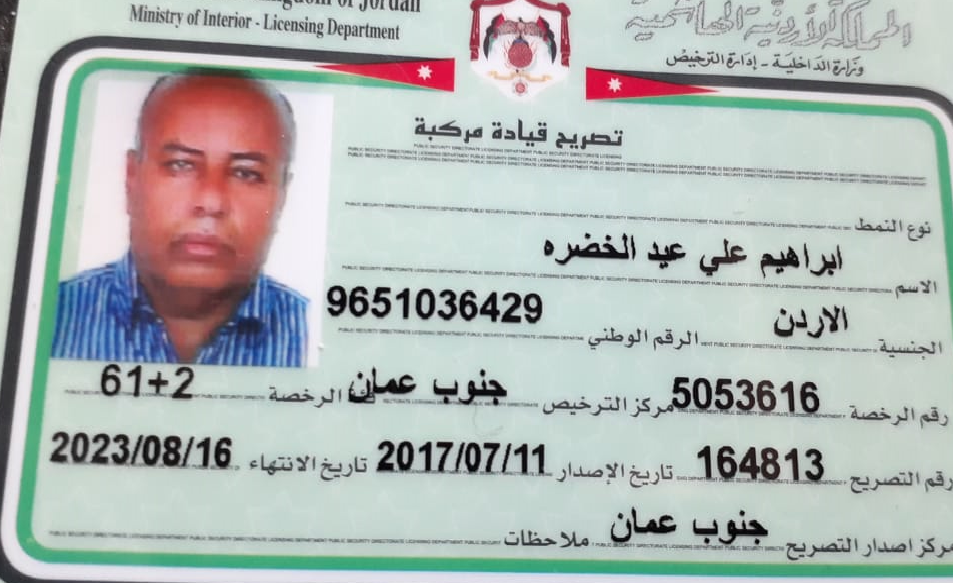 Kingdom of Jordan
Ministry of Interior - Licensing Department
المملكة الأردنية الهاشمية
وزارة الداخلية - إدارة الترخيص
تصريح قيادة مركبة
نوع النمط
الاسم ابراهيم علي عيد الخضره
الجنسية الاردن الرقم الوطني 9651036429
رقم الرخصة 5053616 مركز الترخيص جنوب عمان فئة الرخصة 61+2
رقم التصريح 164813 تاريخ الإصدار 2017/07/11 تاريخ الانتهاء 2023/08/16
مركز اصدار التصريح جنوب عمان ملاحظات